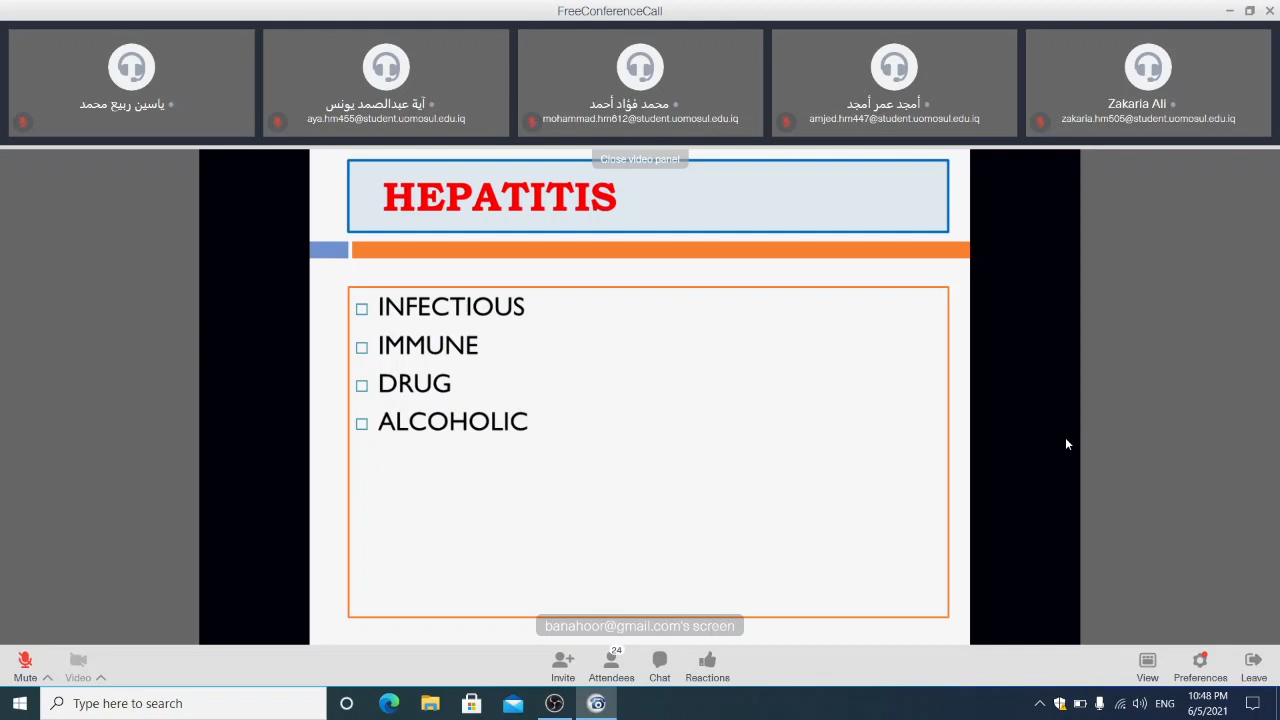 FreeConferenceCall
ياسين ربيع محمد
آية عبدالصمد يونس
aya.hm455@student.uomosul.edu.iq
محمد فؤاد أحمد
mohammad.hm612@student.uomosul.edu.iq
أمجد عمر أمجد
amjed.hm447@student.uomosul.edu.iq
Zakaria Ali
zakaria.hm505@student.uomosul.edu.iq
Close video panel
HEPATITIS
INFECTIOUS
IMMUNE
DRUG
ALCOHOLIC
banahoor@gmail.com's screen
24
Mute
Video
Invite
Attendees
Chat
Reactions
View
Preferences
Leave
Type here to search
ENG
10:48 PM
6/5/2021